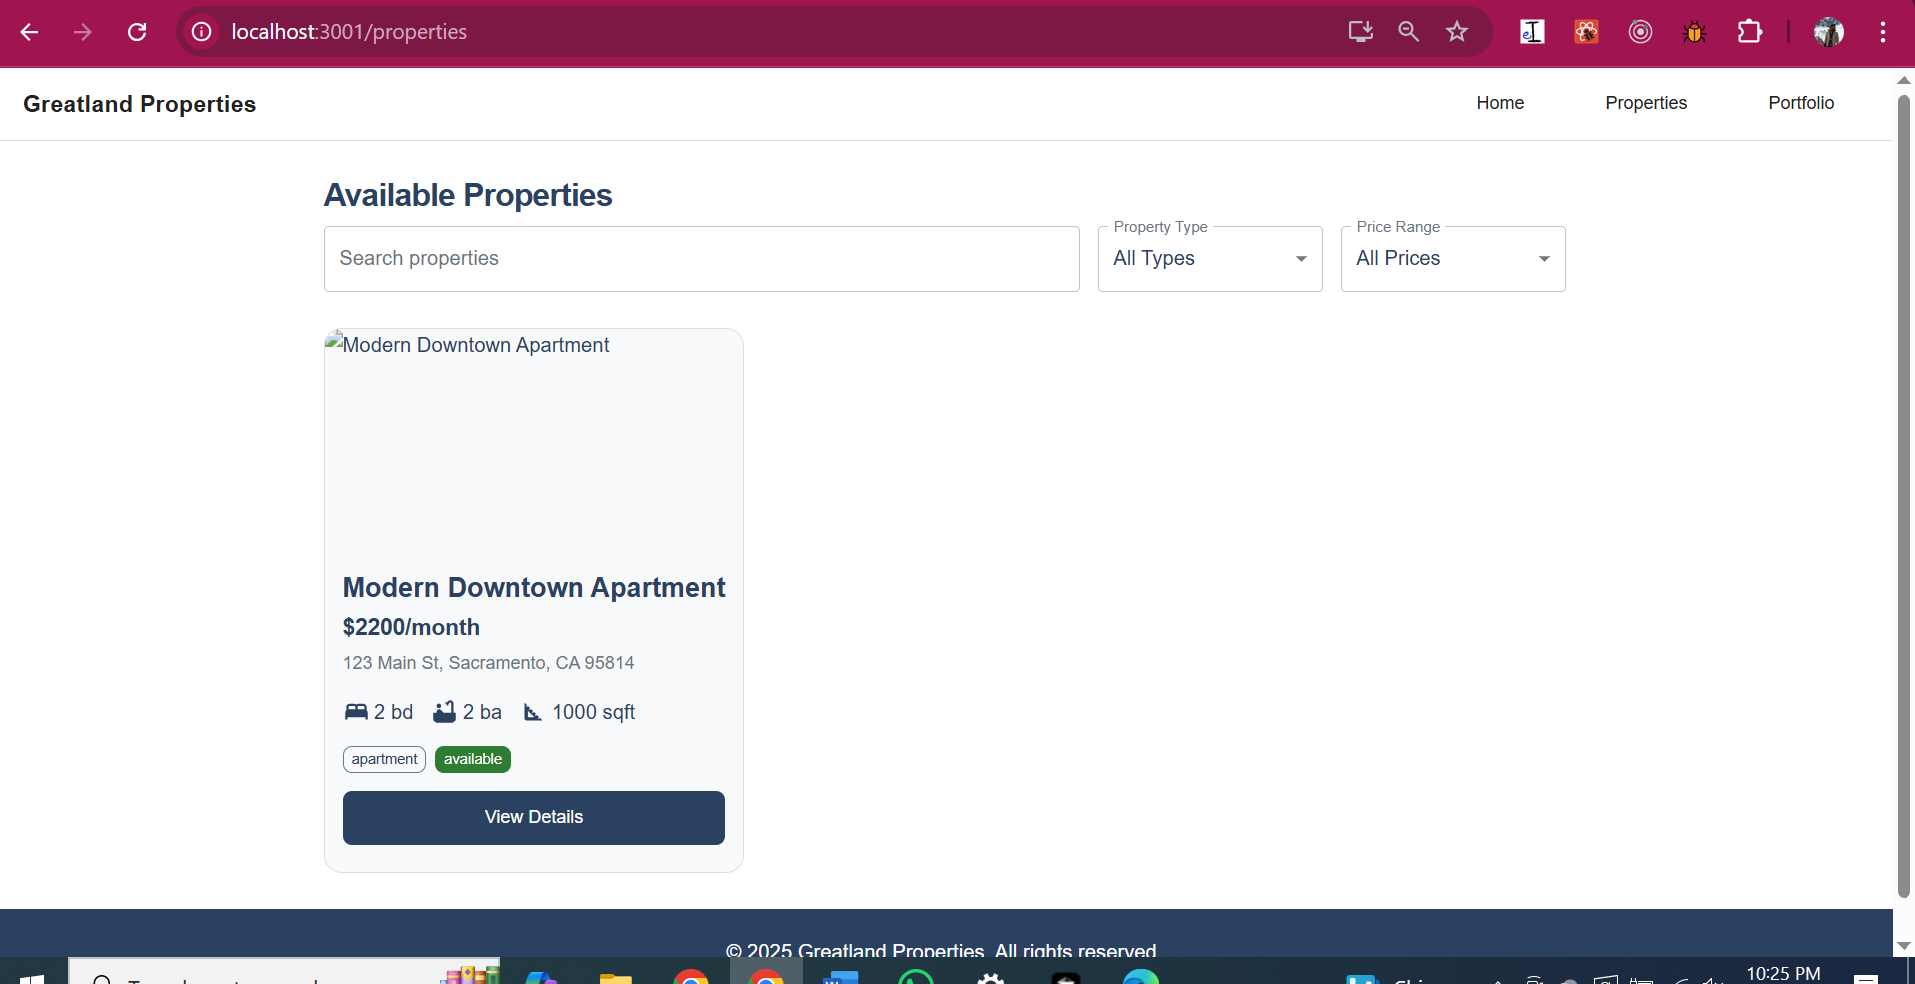 localhost:3001/properties
Greatland Properties
Home
Properties
Portfolio
Available Properties
Search properties
Property Type
All Types
Price Range
All Prices
Modern Downtown Apartment
Modern Downtown Apartment
$2200/month
123 Main St, Sacramento, CA 95814
2 bd
2 ba
1000 sqft
apartment
available
View Details
© 2025 Greatland Properties. All rights reserved
10:25 PM